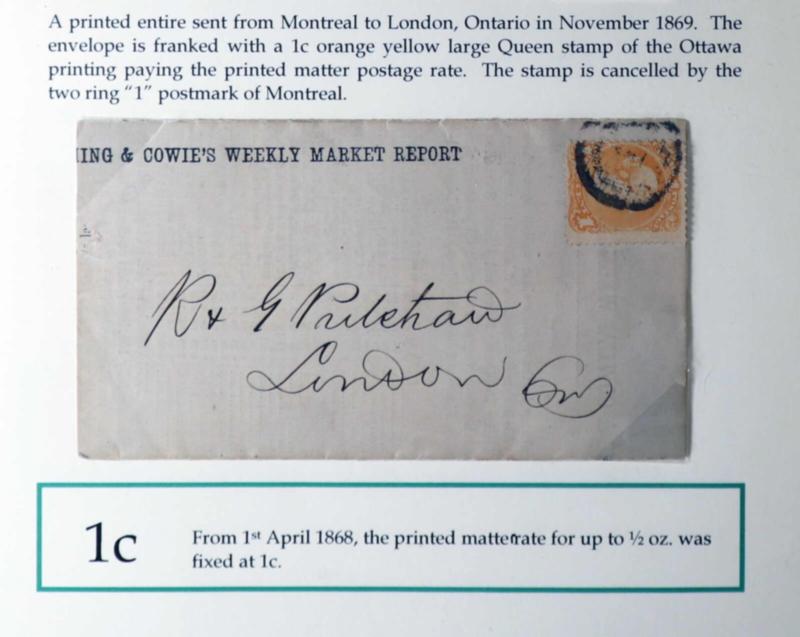 A printed entire sent from Montreal to London, Ontario in November 1869. The
envelope is franked with a 1c orange yellow large Queen stamp of the Ottawa
printing paying the printed matter postage rate. The stamp is cancelled by the
two ring "1" postmark of Montreal.
ING & COWIE'S WEEKLY MARKET REPORT
1
R & G
London
1c
From 1st April 1868, the printed matterrate for up to ½ oz. was
fixed at 1c.